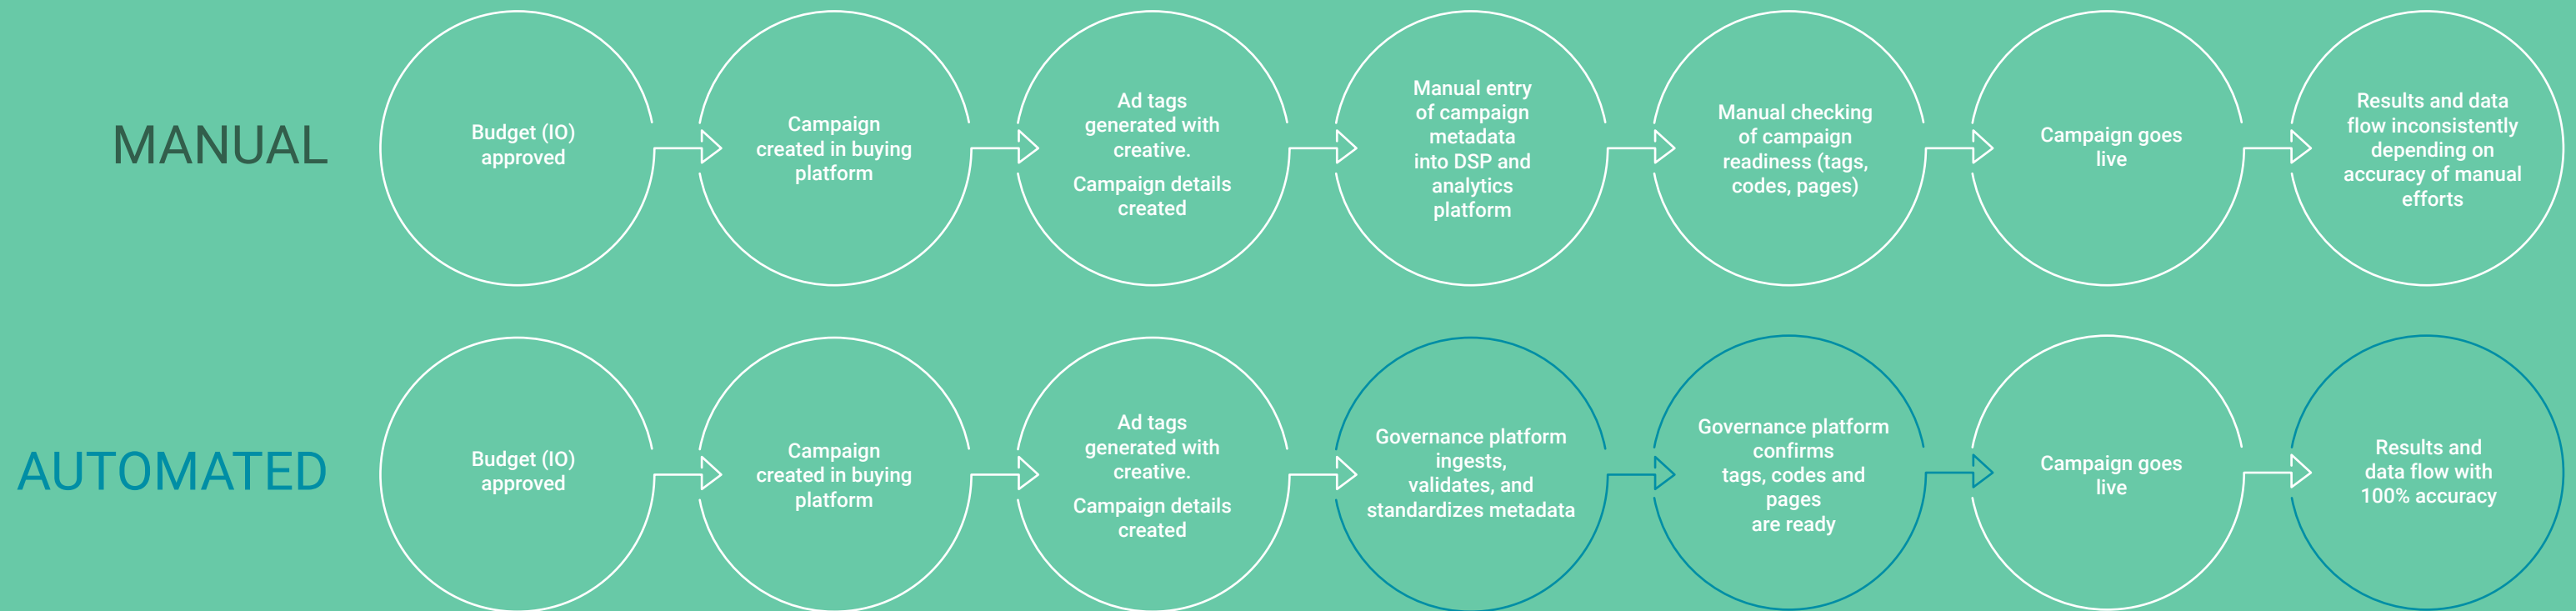 MANUAL
Budget (IO)
approved
Campaign
created in buying
platform
Ad tags
generated with
creative.
Campaign details
created
Manual entry
of campaign
metadata
into DSP and
analytics
platform
Manual checking
of campaign
readiness (tags,
codes, pages)
Campaign goes
live
Results and data
flow inconsistently
depending on
accuracy of manual
efforts
AUTOMATED
Budget (IO)
approved
Campaign
created in buying
platform
Ad tags
generated with
creative.
Campaign details
created
Governance platform
ingests,
validates, and
standardizes metadata
Governance platform
confirms
tags, codes and
pages
are ready
Campaign goes
live
Results and
data flow with
100% accuracy